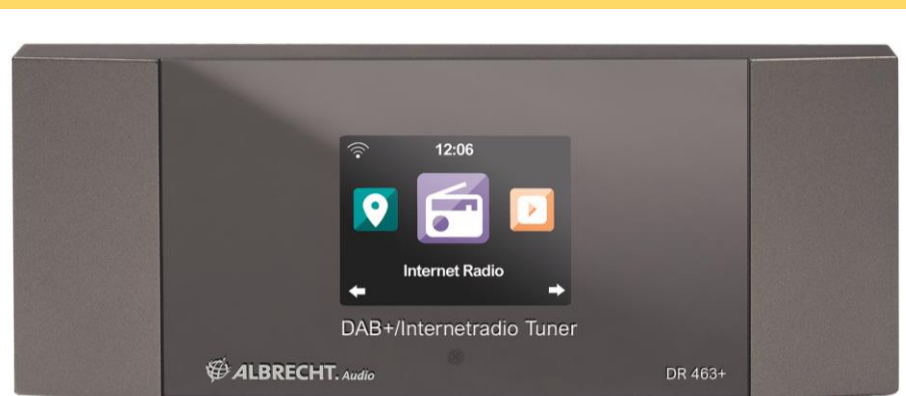 12:06
Internet Radio
DAB+/Internetradio Tuner
ALBRECHT. Audio
DR 463+